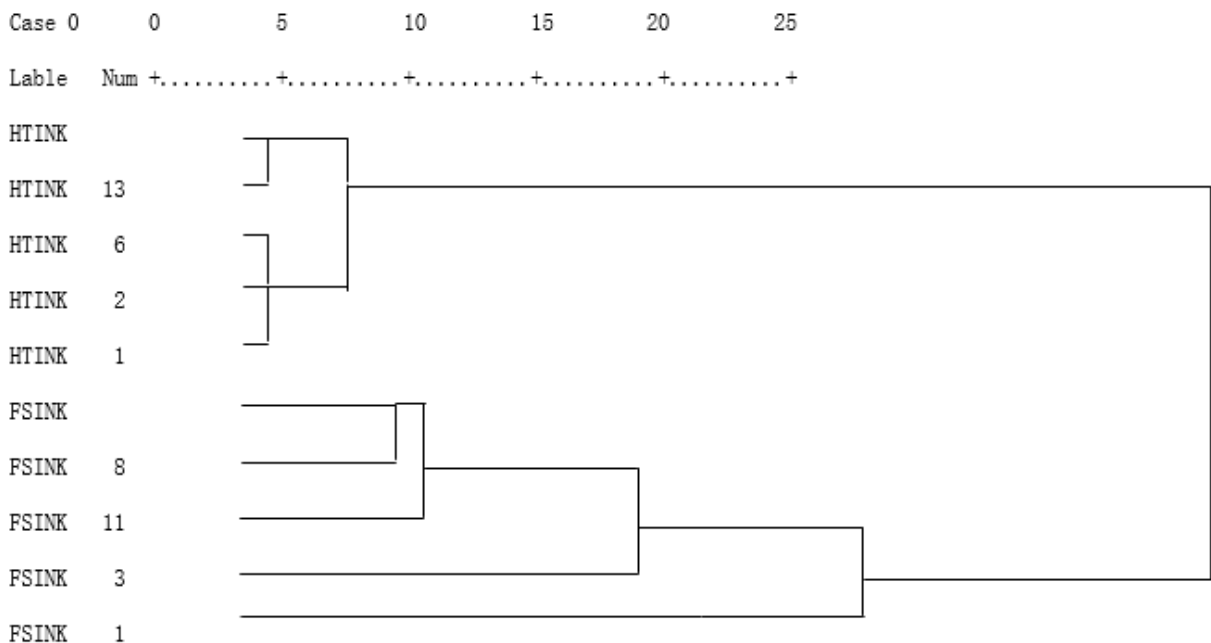 Case 0 0 5 10 15 20 25
Lable Num +..........+..........+..........+..........+..........+
HTINK
HTINK 13
HTINK 6
HTINK 2
HTINK 1
FSINK
FSINK 8
FSINK 11
FSINK 3
FSINK 1